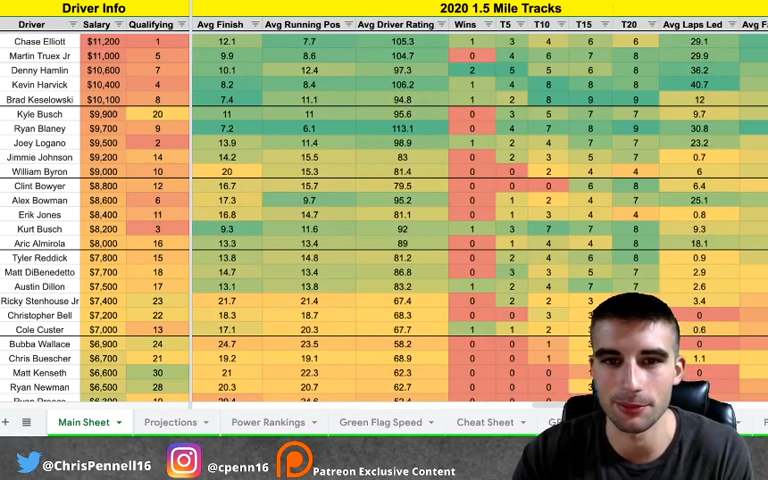 Driver Info 2020 1.5 Mile Tracks
Driver Salary Qualifying Avg Finish Avg Running Pos Avg Driver Rating Wins T5 T10 T15 T20 Avg Laps Led
Chase Elliott $11,200 1 12.1 7.7 105.3 1 3 4 6 6 29.1
Martin Truex Jr $11,000 5 9.9 8.6 104.7 0 4 6 7 8 29.9
Denny Hamlin $10,600 7 10.1 12.4 97.3 2 5 5 6 8 36.2
Kevin Harvick $10,400 4 8.2 8.4 106.2 1 4 8 8 8 40.7
Brad Keselowski $10,100 8 7.4 11.1 94.8 1 2 8 9 9 12
Kyle Busch $9,900 20 11 11 95.6 0 3 5 7 7 9.7
Ryan Blaney $9,700 9 7.2 6.1 113.1 0 4 7 8 9 30.8
Joey Logano $9,500 2 13.9 11.4 98.9 1 2 4 7 7 23.2
Jimmie Johnson $9,200 14 14.2 15.5 83 0 2 3 5 7 0.7
William Byron $9,000 10 20 15.3 81.4 0 0 2 4 4 6
Clint Bowyer $8,800 12 16.7 15.7 79.5 0 0 0 6 8 6.4
Alex Bowman $8,600 6 17.3 9.7 95.2 0 1 2 4 7 25.1
Erik Jones $8,400 11 16.8 14.7 81.1 0 1 3 4 4 0.8
Kurt Busch $8,200 3 9.3 11.6 92 1 3 7 7 8 9.3
Aric Almirola $8,000 16 13.3 13.4 89 0 1 4 4 8 18.1
Tyler Reddick $7,800 15 13.8 14.8 81.2 0 2 4 6 8 0.9
Matt DiBenedetto $7,700 18 14.7 13.4 86.8 0 3 3 5 7 2.9
Austin Dillon $7,500 17 13.1 13.8 83.2 1 2 4 7 7 2.6
Ricky Stenhouse Jr $7,400 23 21.7 21.4 67.4 0 2 2 3 3.4
Christopher Bell $7,200 22 18.3 18.7 68.3 0 0 3 3 0
Cole Custer $7,000 13 17.1 20.3 67.7 1 1 2 0.6
Bubba Wallace $6,900 24 24.7 23.5 58.2 0 0 1 0
Chris Buescher $6,700 21 19.2 19.1 68.9 0 0 1 1.1
Matt Kenseth $6,600 30 21 22.3 62.3 0 0 1 0
Ryan Newman $6,500 28 20.3 20.7 62.7 0 0 0 0
Main Sheet Projections Power Rankings Green Flag Speed Cheat Sheet
@ChrisPennell16 @cpenn16 Patreon Exclusive Content